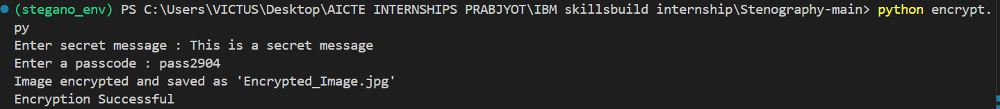 (stegano_env) PS C:\Users\VICTUS\Desktop\AICTE INTERNSHIPS PRABJYOT\IBM skillsbuild internship\Stenography-main> python encrypt.
py
Enter secret message : This is a secret message
Enter a passcode : pass2904
Image encrypted and saved as 'Encrypted_Image.jpg'
Encryption Successful